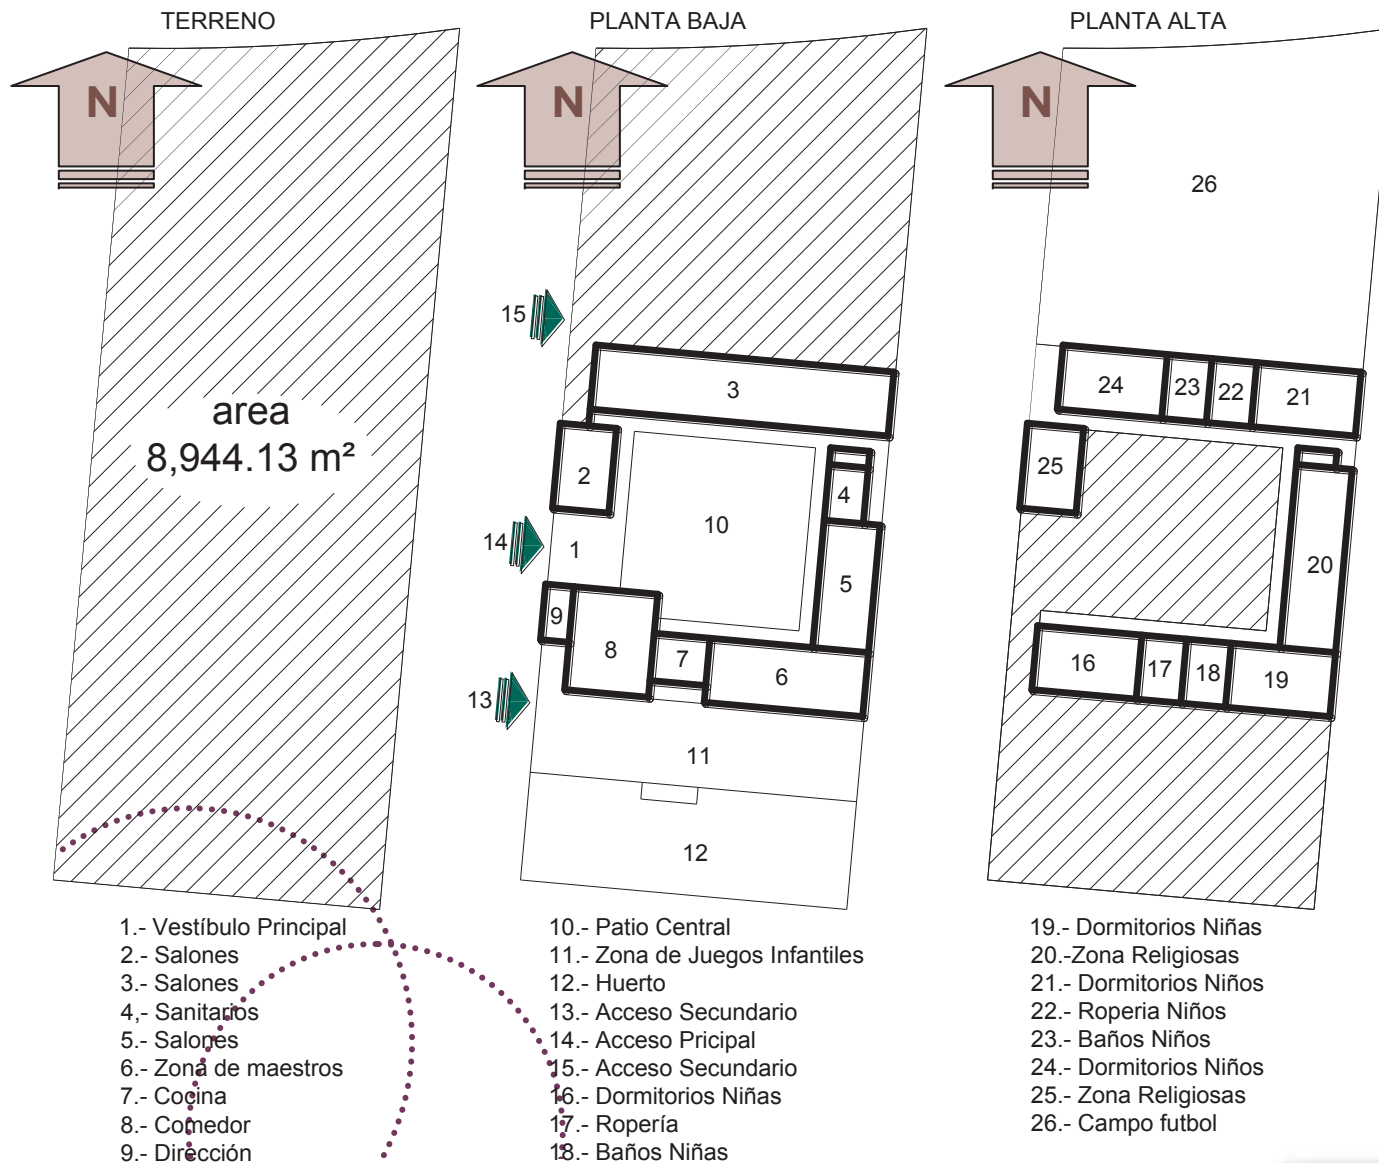 TERRENO
PLANTA BAJA
PLANTA ALTA
N
N
N
26
15
3
24
23
22
21
area
8,944.13 m²
2
4
25
10
14
1
5
20
9
8
7
6
16
17
18
19
13
11
12
1.- Vestíbulo Principal
2.- Salones
3.- Salones
4,- Sanitarios
5.- Salones
6.- Zona de maestros
7.- Cocina
8.- Comedor
9.- Dirección
10.- Patio Central
11.- Zona de Juegos Infantiles
12.- Huerto
13.- Acceso Secundario
14.- Acceso Pricipal
15.- Acceso Secundario
16.- Dormitorios Niñas
17.- Ropería
18.- Baños Niñas
19.- Dormitorios Niñas
20.-Zona Religiosas
21.- Dormitorios Niños
22.- Roperia Niños
23.- Baños Niños
24.- Dormitorios Niños
25.- Zona Religiosas
26.- Campo futbol